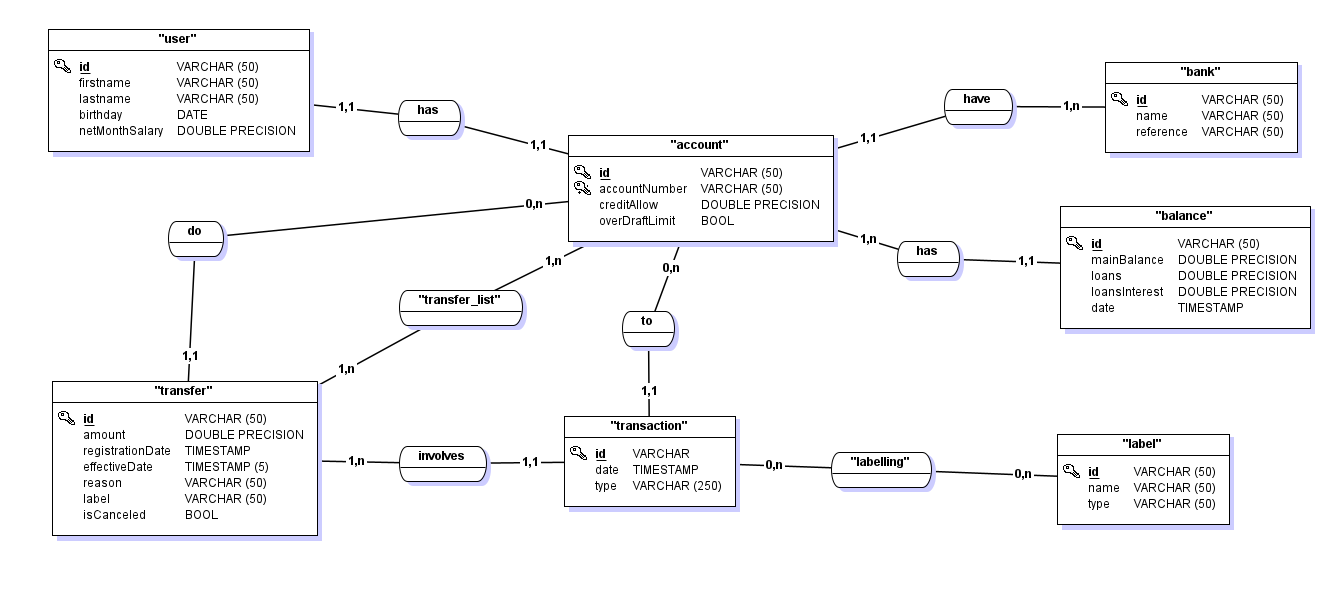 "user"
id VARCHAR (50)
firstname VARCHAR (50)
lastname VARCHAR (50)
birthday DATE
netMonthSalary DOUBLE PRECISION
1,1
has
1,1
"account"
id VARCHAR (50)
accountNumber VARCHAR (50)
creditAllow DOUBLE PRECISION
overDraftLimit BOOL
1,1
have
1,n
"bank"
id VARCHAR (50)
name VARCHAR (50)
reference VARCHAR (50)
1,n
has
1,1
"balance"
id VARCHAR (50)
mainBalance DOUBLE PRECISION
loans DOUBLE PRECISION
loansInterest DOUBLE PRECISION
date TIMESTAMP
0,n
do
1,1
1,n
"transfer_list"
1,n
0,n
to
1,1
"transfer"
id VARCHAR (50)
amount DOUBLE PRECISION
registrationDate TIMESTAMP
effectiveDate TIMESTAMP (5)
reason VARCHAR (50)
label VARCHAR (50)
isCanceled BOOL
1,n
involves
1,1
"transaction"
id VARCHAR
date TIMESTAMP
type VARCHAR (250)
0,n
"labelling"
0,n
"label"
id VARCHAR (50)
name VARCHAR (50)
type VARCHAR (50)